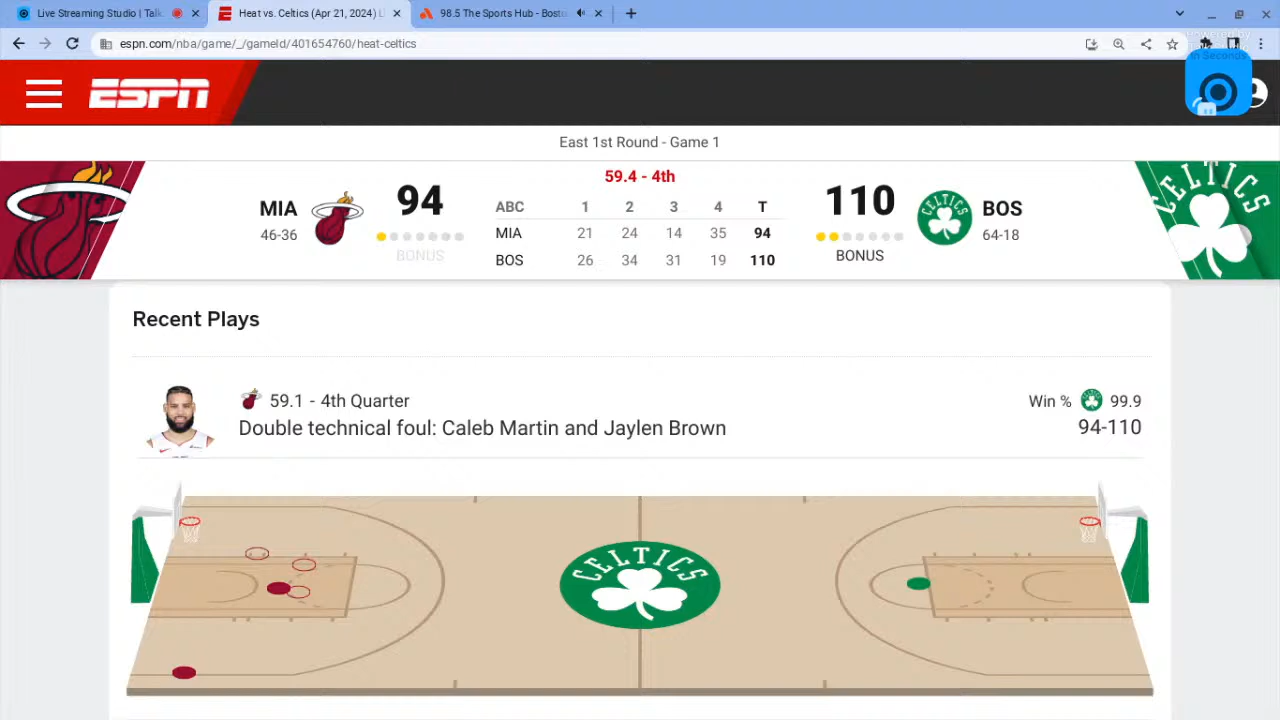 Live Streaming Studio | Talk
Heat vs. Celtics (Apr 21, 2024) L
98.5 The Sports Hub - Bosto
espn.com/nba/game/_/gameId/401654760/heat-celtics
in Seconds
ESPN
East 1st Round - Game 1
59.4 - 4th
MIA 94 ABC 1 2 3 4 T 110 BOS
46-36 MIA 21 24 14 35 94 64-18
BONUS BOS 26 34 31 19 110 BONUS
CELTICS
CELTICS
Recent Plays
59.1 - 4th Quarter Win % 99.9
Double technical foul: Caleb Martin and Jaylen Brown 94-110
CELTICS